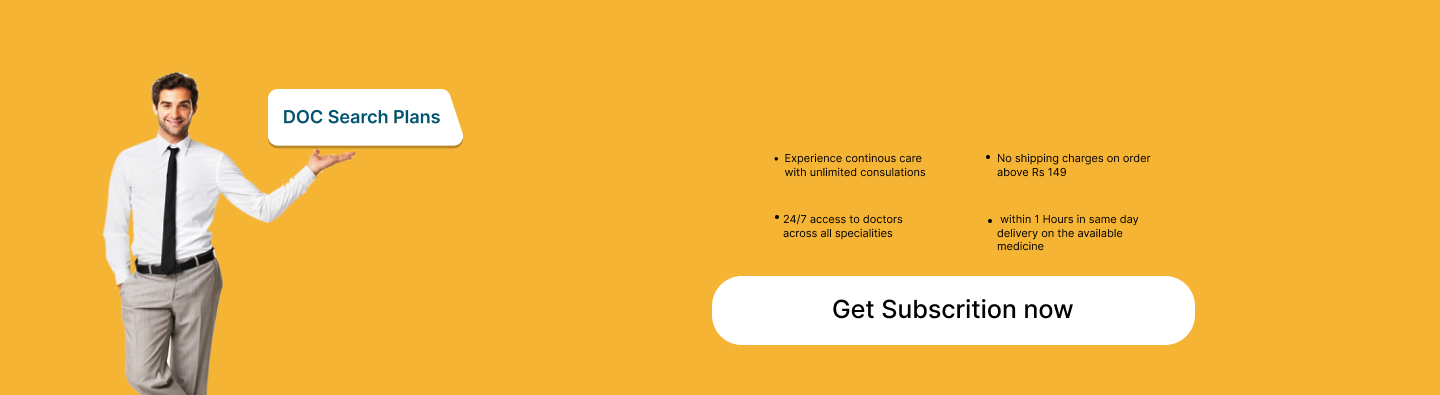 DOC Search Plans
• Experience continous care
with unlimited consulations
• No shipping charges on order
above Rs 149
• 24/7 access to doctors
across all specialities
• within 1 Hours in same day
delivery on the available
medicine
Get Subscrition now